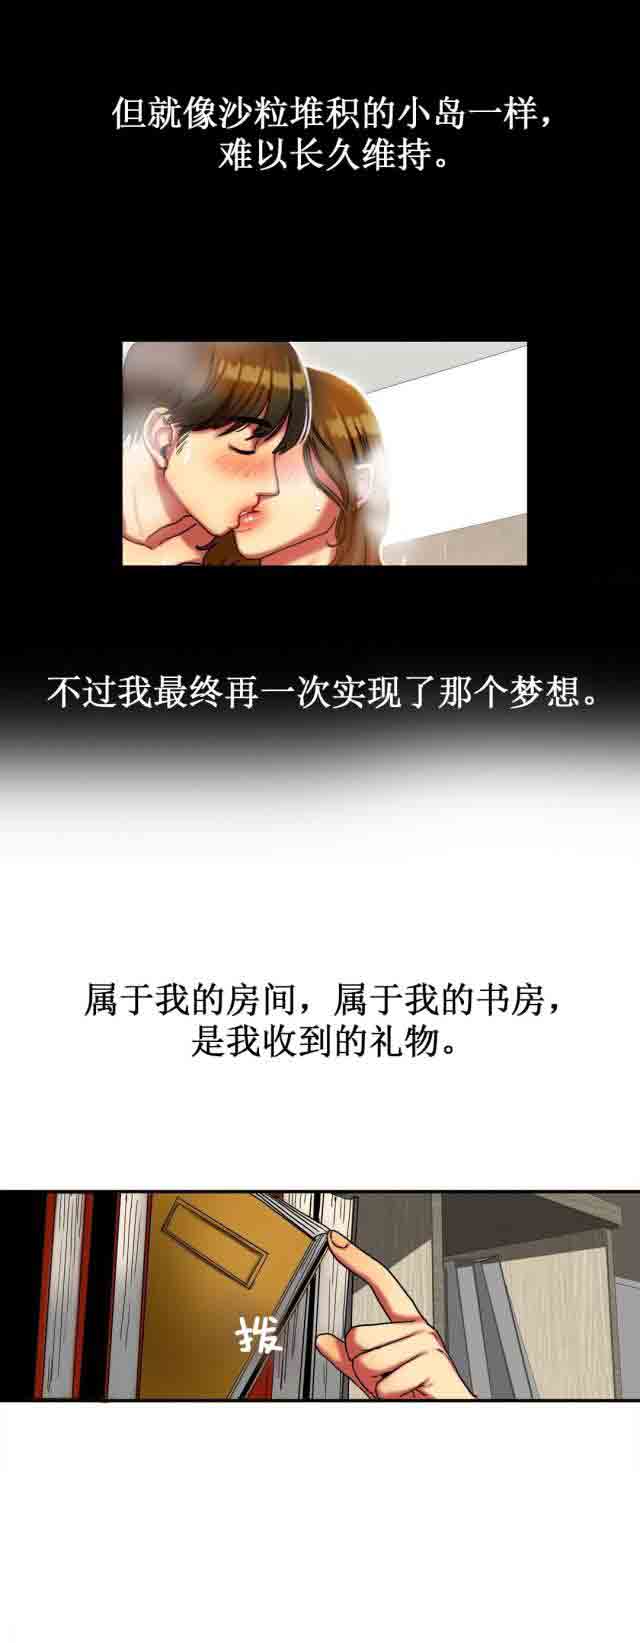 但就像沙粒堆积的小岛一样，
难以长久维持。
不过我最终再一次实现了那个梦想。
属于我的房间，属于我的书房，
是我收到的礼物。
拨